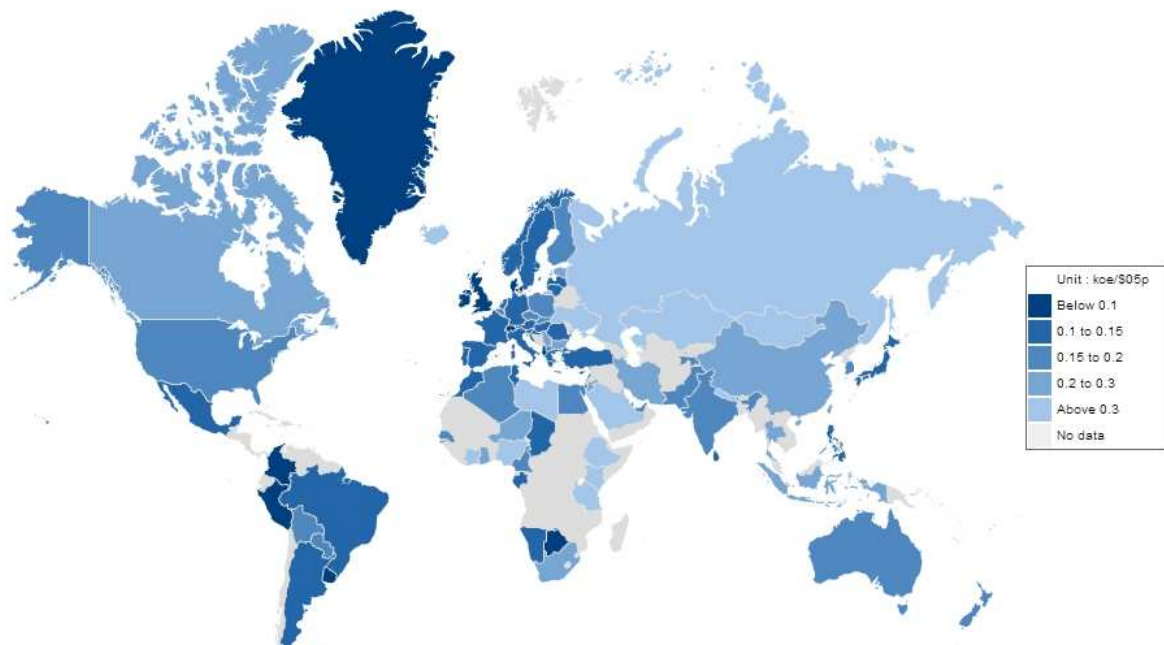 Unit : koe/$05p
Below 0.1
0.1 to 0.15
0.15 to 0.2
0.2 to 0.3
Above 0.3
No data